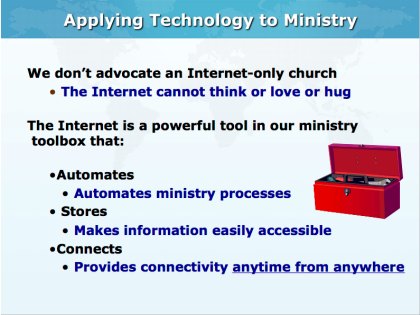 Applying Technology to Ministry
We don't advocate an Internet-only church
• The Internet cannot think or love or hug
The Internet is a powerful tool in our ministry
toolbox that:
•Automates
• Automates ministry processes
• Stores
• Makes information easily accessible
•Connects
• Provides connectivity anytime from anywhere